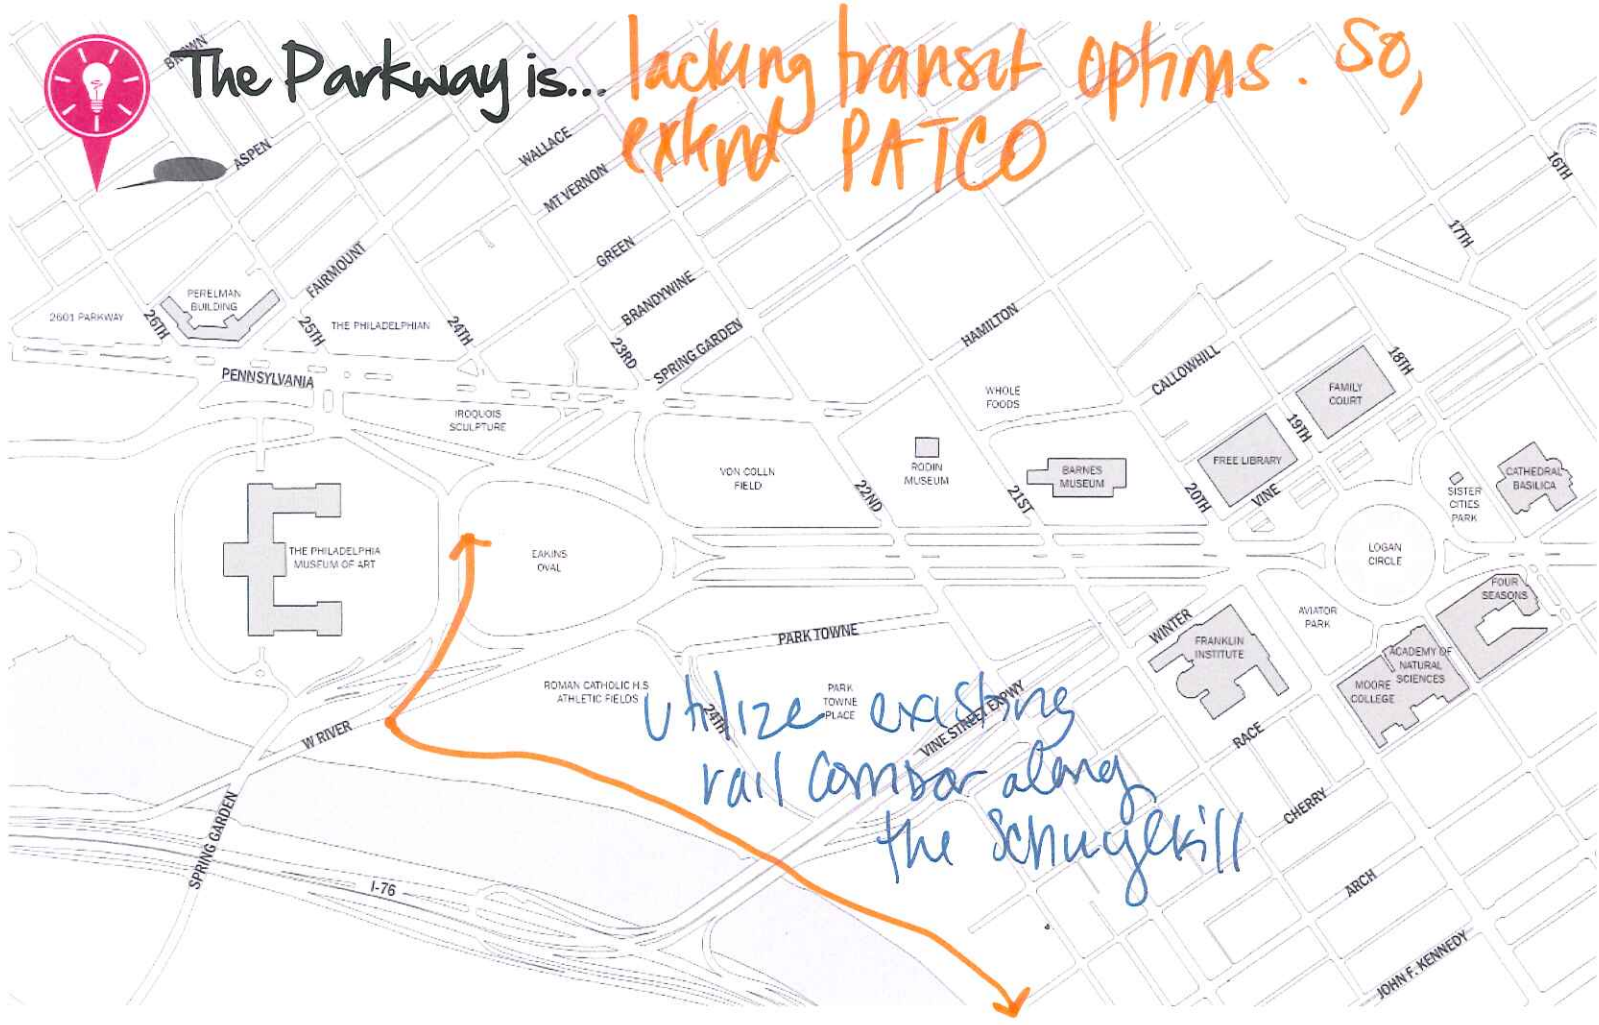 The Parkway is... lacking transit options. So,
extend PATCO
BROWN
ASPEN
WALLACE
MT VERNON
16TH
17TH
GREEN
FAIRMOUNT
PERELMAN
BUILDING
2601 PARKWAY
26TH
25TH
THE PHILADELPHIAN
24TH
BRANDYWINE
23RD
SPRING GARDEN
HAMILTON
CALLOWHILL
18TH
PENNSYLVANIA
IROQUOIS
SCULPTURE
WHOLE
FOODS
FAMILY
COURT
19TH
VON COLLN
FIELD
22ND
RODIN
MUSEUM
21ST
BARNES
MUSEUM
20TH
FREE LIBRARY
VINE
SISTER
CITIES
PARK
CATHEDRAL
BASILICA
THE PHILADELPHIA
MUSEUM OF ART
EAKINS
OVAL
LOGAN
CIRCLE
FOUR
SEASONS
PARK TOWNE
WINTER
AVIATOR
PARK
FRANKLIN
INSTITUTE
ACADEMY OF
NATURAL
SCIENCES
MOORE
COLLEGE
ROMAN CATHOLIC H.S.
ATHLETIC FIELDS
24TH
PARK
TOWNE
PLACE
VINE STREET EXPWY
utilize existing
rail corridor along
the Schuylkill
W RIVER
RACE
CHERRY
SPRING GARDEN
I-76
ARCH
JOHN F. KENNEDY